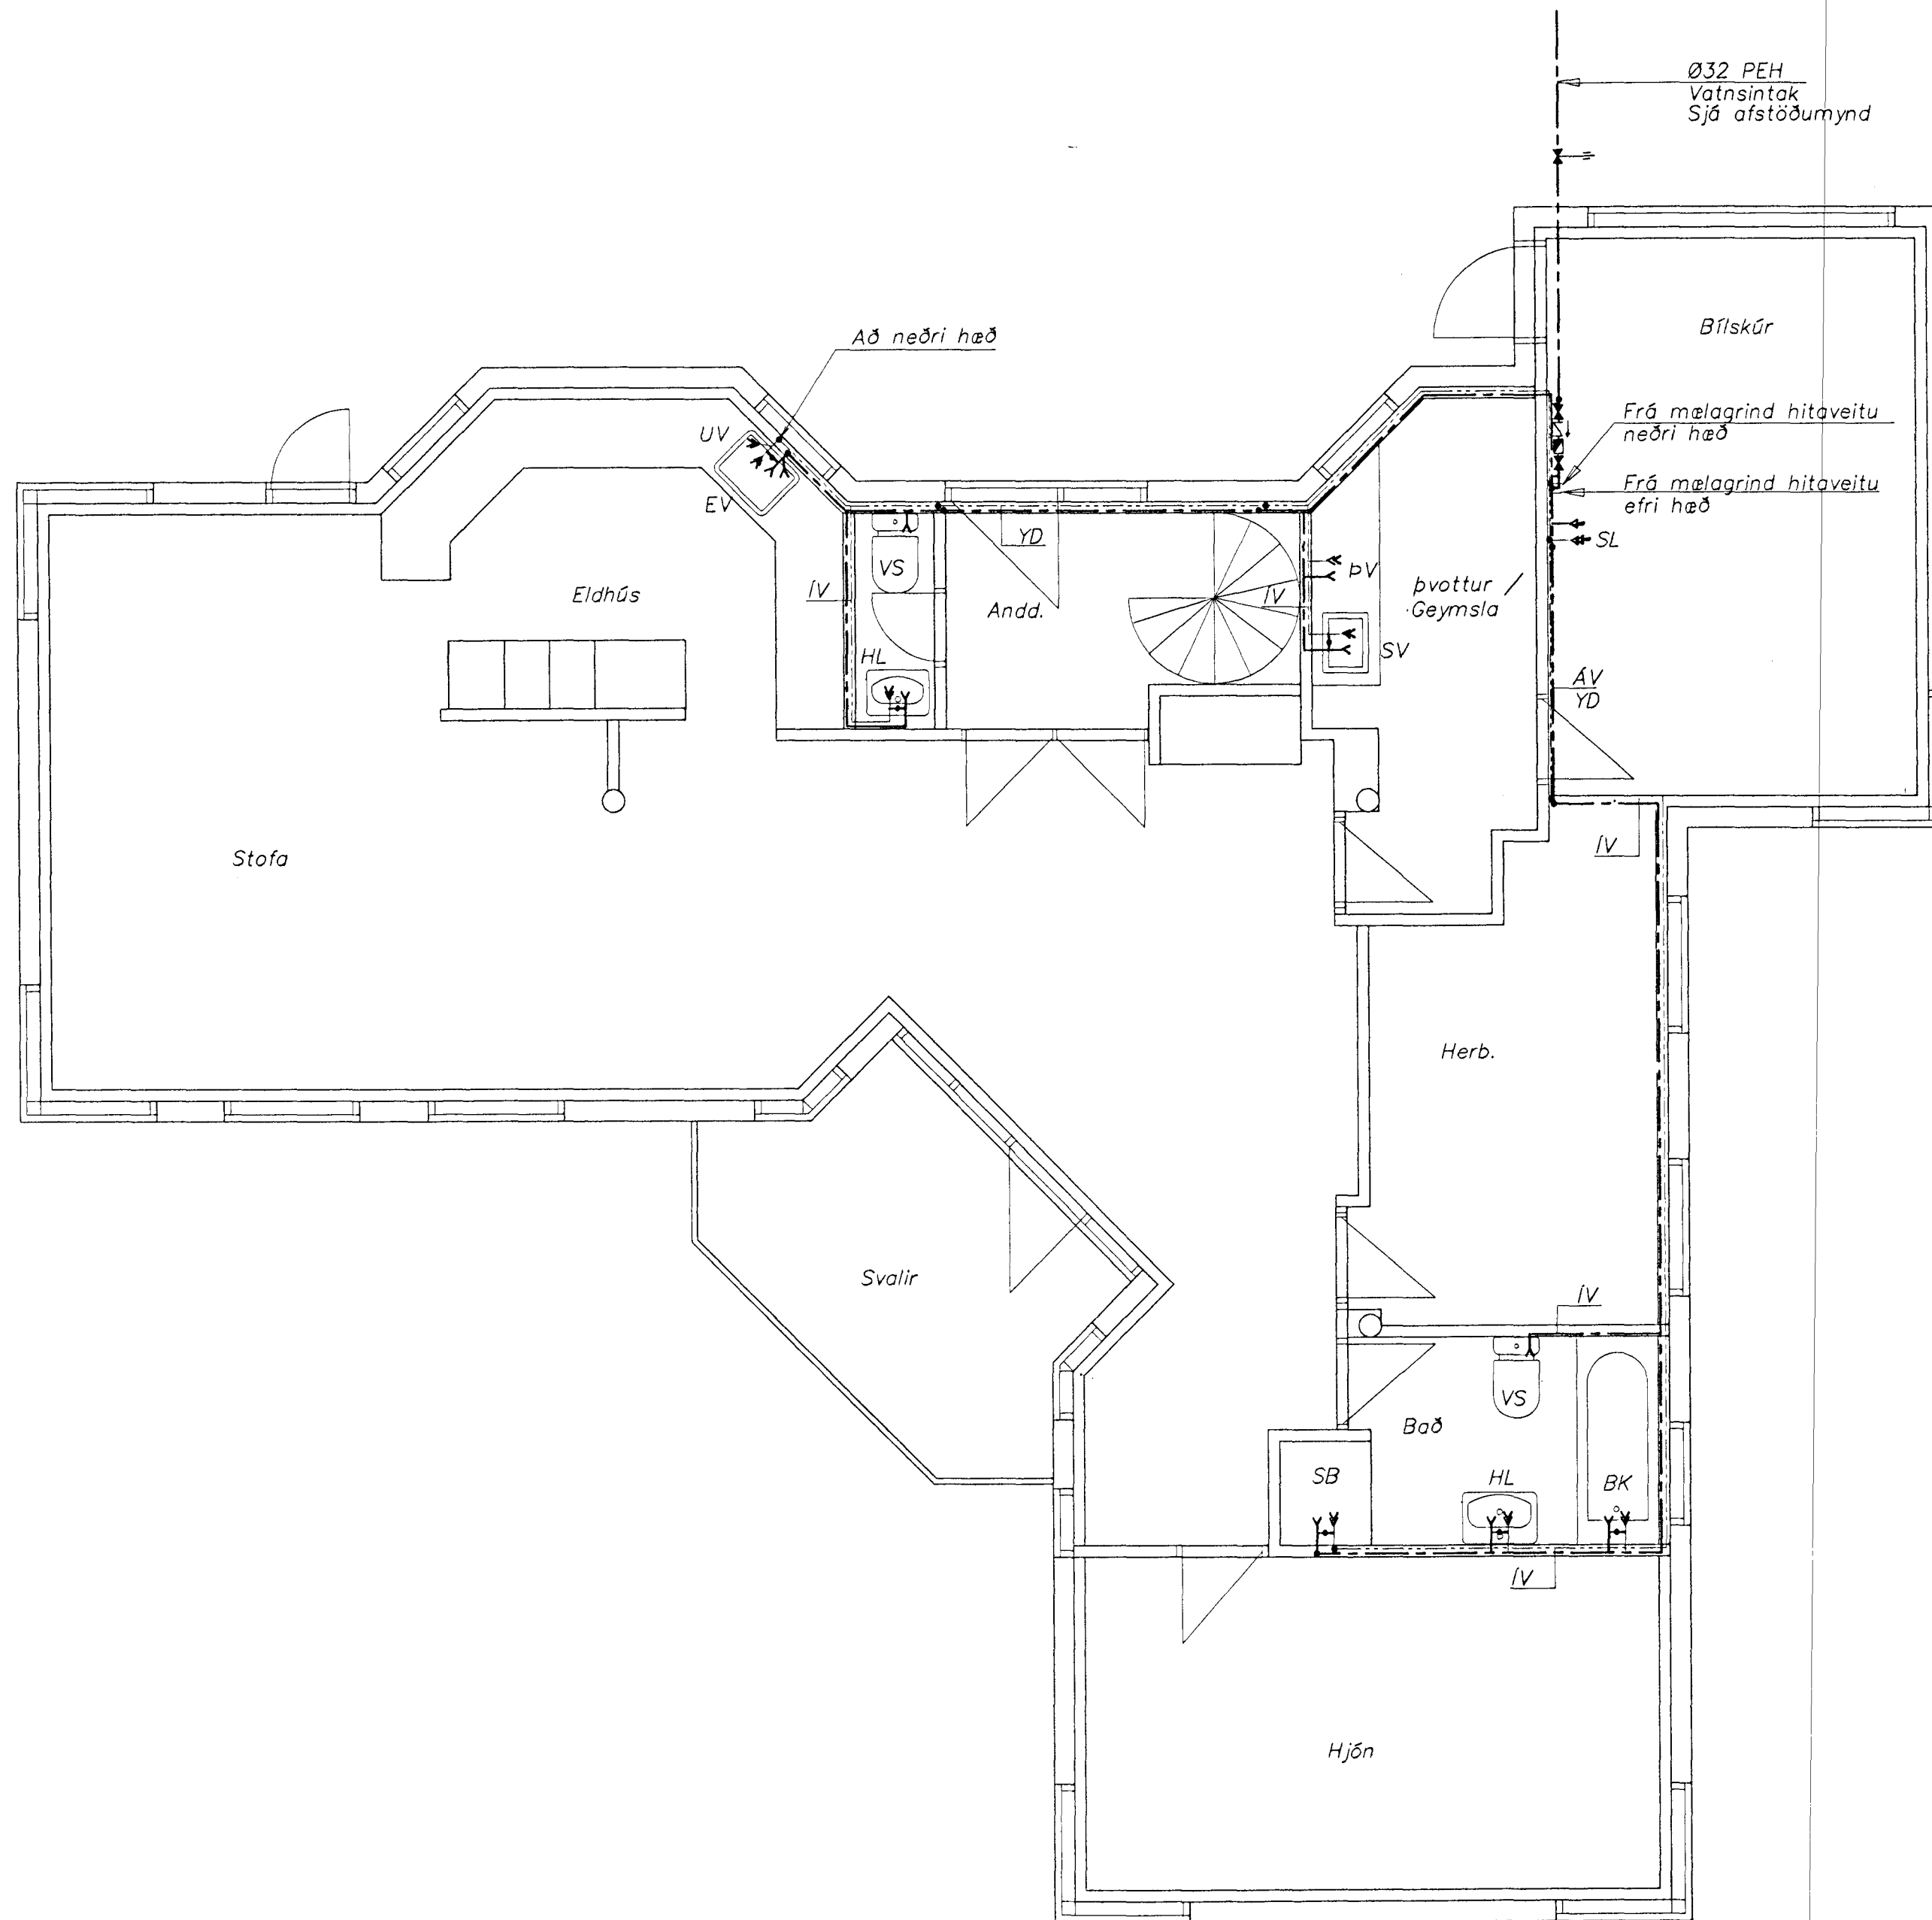 Ø32 PEH
Vatnsintak
Sjá afstöðumynd
Bílskúr
Að neðri hæð
Frá mælagrind hitaveitu
neðri hæð
Frá mælagrind hitaveitu
efri hæð
UV
EV
SL
YD
VS
ÞV
ÍV
ÍV
Eldhús
Andd.
Þvottur /
Geymsla
HL
SV
ÁV
YD
ÍV
Stofa
Herb.
Svalir
ÍV
VS
Bað
SB
HL
BK
ÍV
Hjón